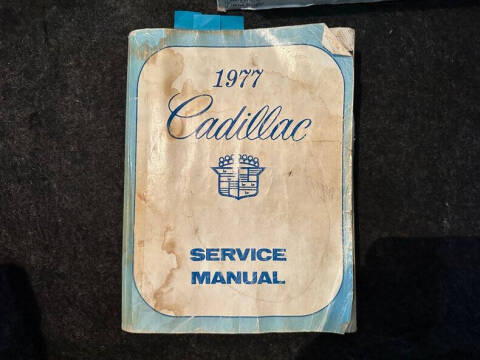 1977
Cadillac
SERVICE
MANUAL